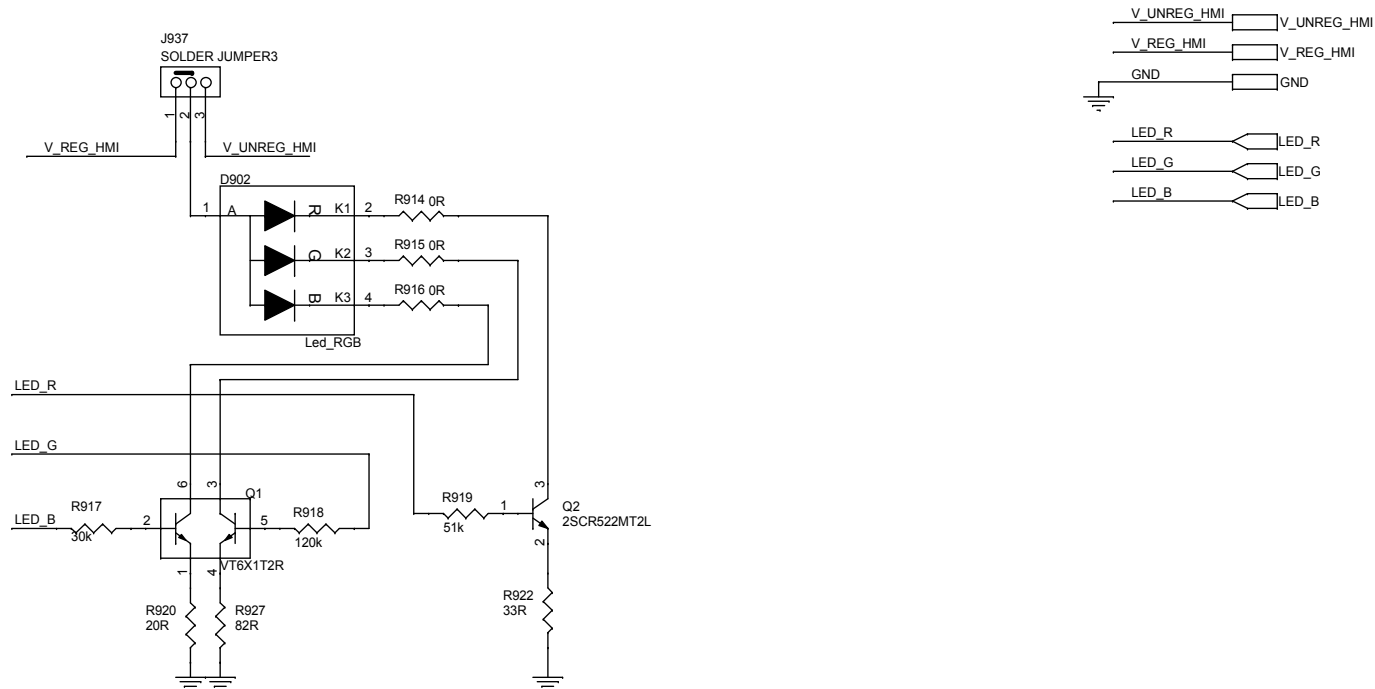 V_UNREG_HMI
V_UNREG_HMI
V_REG_HMI
V_REG_HMI
GND
GND
LED_R
LED_R
LED_G
LED_G
LED_B
LED_B
J937
SOLDER JUMPER3
1
2
3
V_REG_HMI
V_UNREG_HMI
D902
1
A
R
K1
2
R914 0R
G
K2
3
R915 0R
B
K3
4
R916 0R
Led_RGB
LED_R
LED_G
LED_B
R917
30k
2
6
3
Q1
5
R918
120k
VT6X1T2R
1
4
R920
20R
R927
82R
R919
51k
1
3
Q2
2SCR522MT2L
2
R922
33R